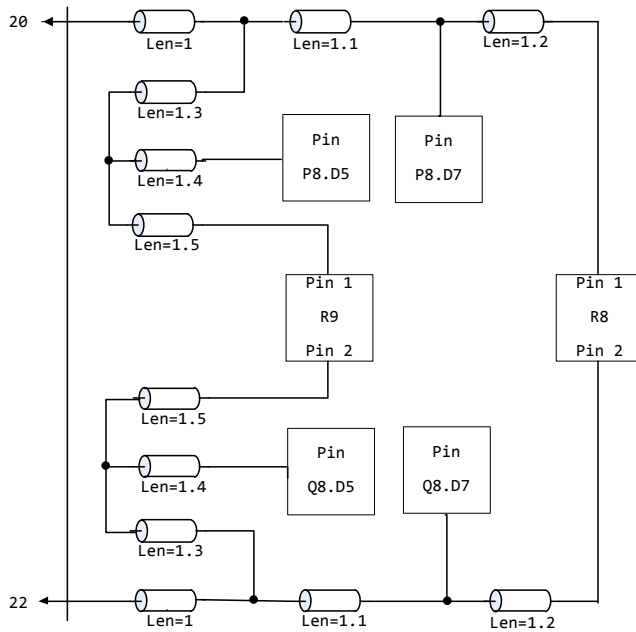 20
Len=1
Len=1.1
Len=1.2
Len=1.3
Pin
P8.D5
Pin
P8.D7
Len=1.4
Len=1.5
Pin 1
R9
Pin 2
Pin 1
R8
Pin 2
Len=1.5
Pin
Q8.D5
Pin
Q8.D7
Len=1.4
Len=1.3
22
Len=1
Len=1.1
Len=1.2